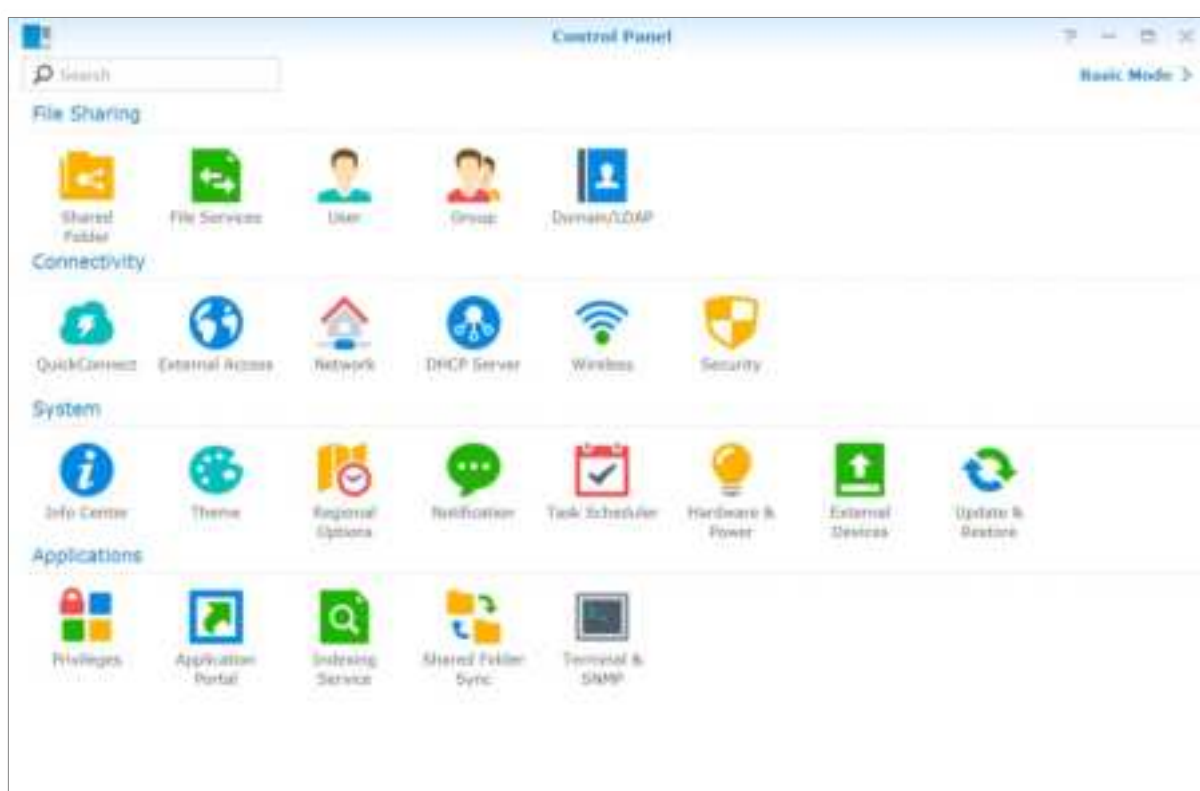 Control Panel
Search
Basic Mode >
File Sharing
Shared Folder
File Services
User
Group
Domain/LDAP
Connectivity
QuickConnect
External Access
Network
DHCP Server
Wireless
Security
System
Info Center
Theme
Regional Options
Notification
Task Scheduler
Hardware & Power
External Devices
Update & Restore
Applications
Privileges
Application Portal
Indexing Service
Shared Folder Sync
Terminal & SNMP